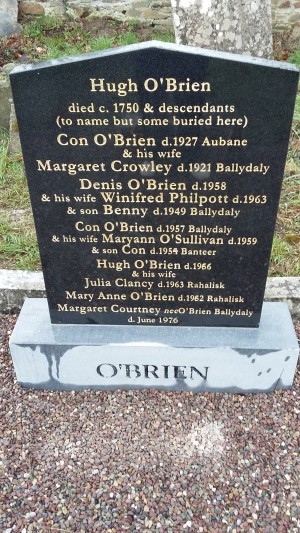 Hugh O'Brien
died c. 1750 & descendants
(to name but some buried here)
Con O'Brien d.1927 Aubane
& his wife
Margaret Crowley d.1921 Ballydaly
Denis O'Brien d.1958
& his wife Winifred Philpott d.1963
& son Benny d.1949 Ballydaly
Con O'Brien d.1957 Ballydaly
& his wife Maryann O'Sullivan d.1959
& son Con d.1954 Banteer
Hugh O'Brien d.1966
& his wife
Julia Clancy d.1963 Rahalisk
Mary Anne O'Brien d.1962 Rahalisk
Margaret Courtney nee O'Brien Ballydaly
d. June 1976
O'BRIEN